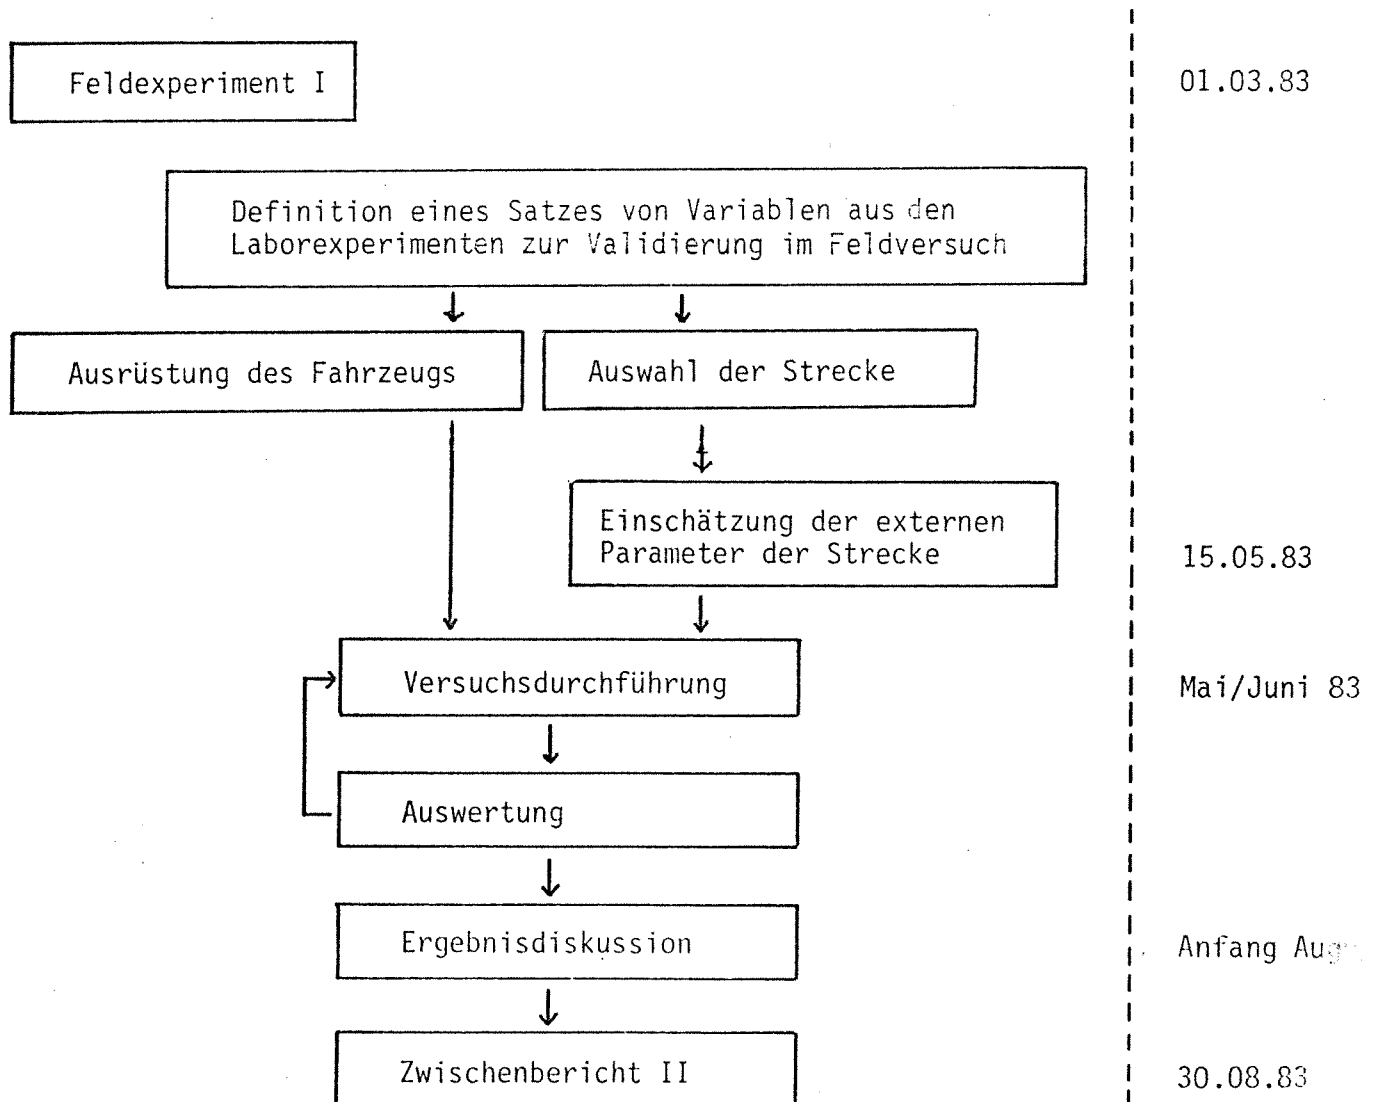 Feldexperiment I
01.03.83
Definition eines Satzes von Variablen aus den
Laborexperimenten zur Validierung im Feldversuch
Ausrüstung des Fahrzeugs
Auswahl der Strecke
Einschätzung der externen
Parameter der Strecke
15.05.83
Versuchsdurchführung
Mai/Juni 83
Auswertung
Ergebnisdiskussion
Anfang Aug
Zwischenbericht II
30.08.83